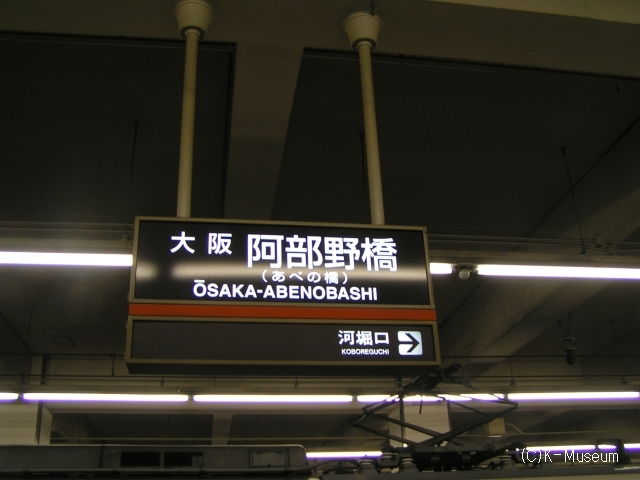 大阪 阿部野橋
(あべの橋)
ŌSAKA-ABENOBASHI
河堀口
KOBOREGUCHI
(C)K-Museum